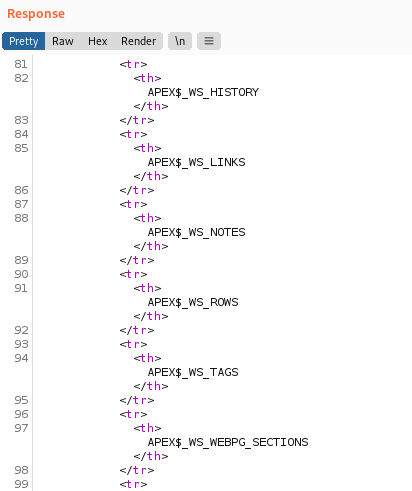 Response
Pretty Raw Hex Render \n ≡
81 <tr>
82 <th>
APEX$_WS_HISTORY
</th>
83 </tr>
84 <tr>
85 <th>
APEX$_WS_LINKS
</th>
86 </tr>
87 <tr>
88 <th>
APEX$_WS_NOTES
</th>
89 </tr>
90 <tr>
91 <th>
APEX$_WS_ROWS
</th>
92 </tr>
93 <tr>
94 <th>
APEX$_WS_TAGS
</th>
95 </tr>
96 <tr>
97 <th>
APEX$_WS_WEBPG_SECTIONS
</th>
98 </tr>
99 <tr>